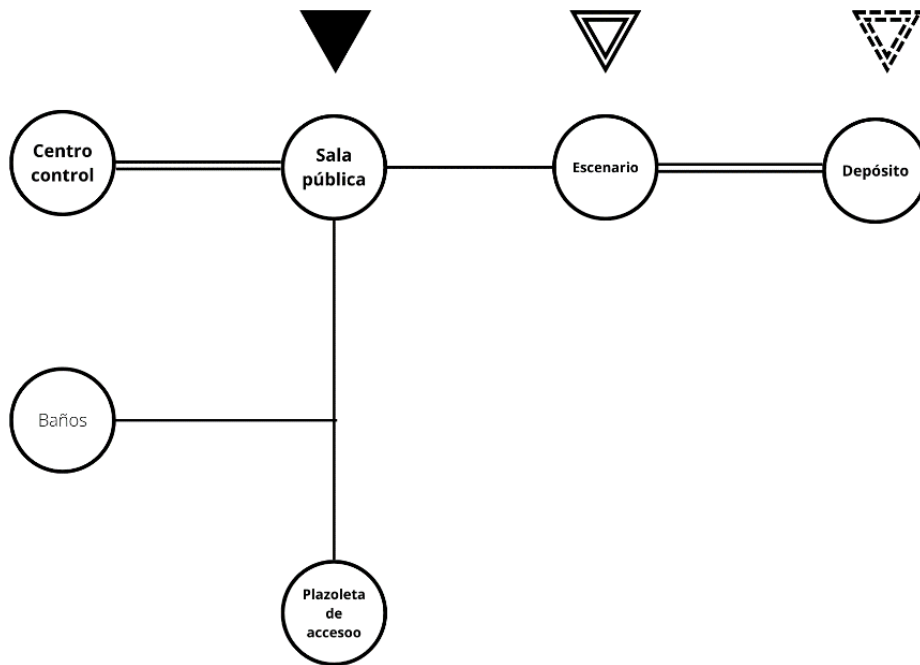 Centro
control
Sala
pública
Escenario
Depósito
Baños
Plazoleta
de
accesoo